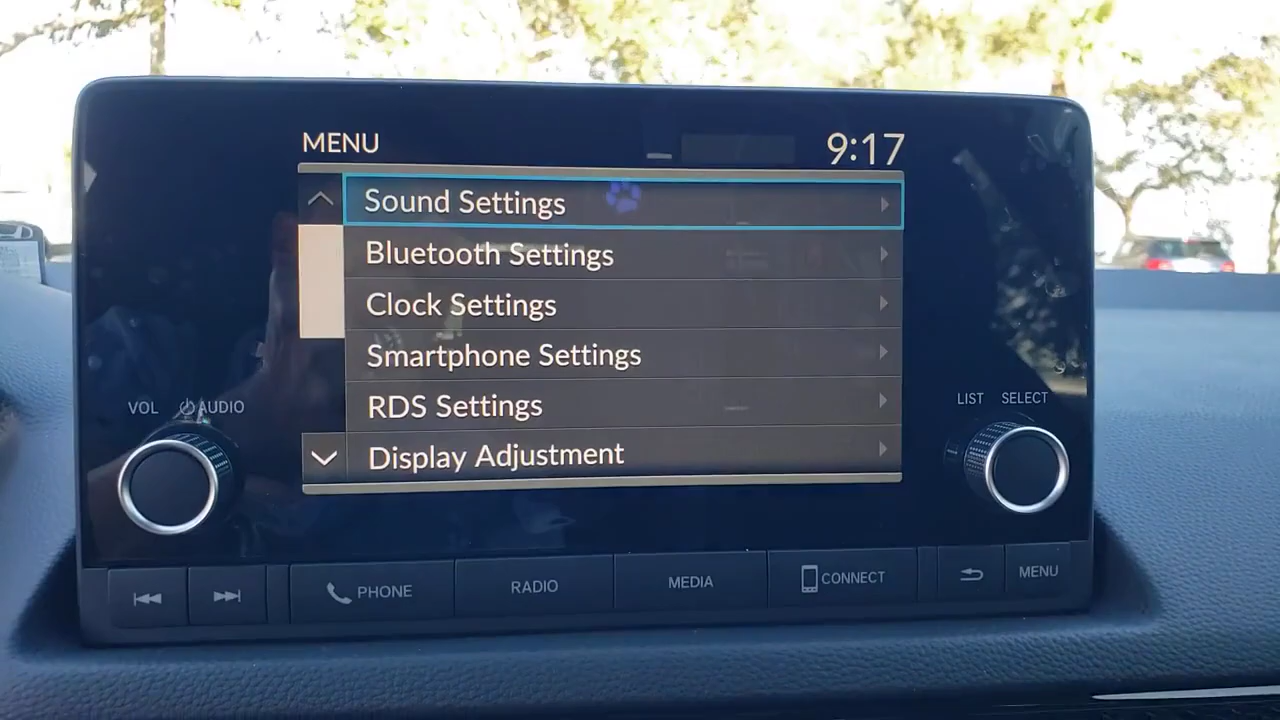 MENU
9:17
Sound Settings
Bluetooth Settings
Clock Settings
Smartphone Settings
RDS Settings
Display Adjustment
VOL AUDIO
LIST SELECT
PHONE
RADIO
MEDIA
CONNECT
MENU